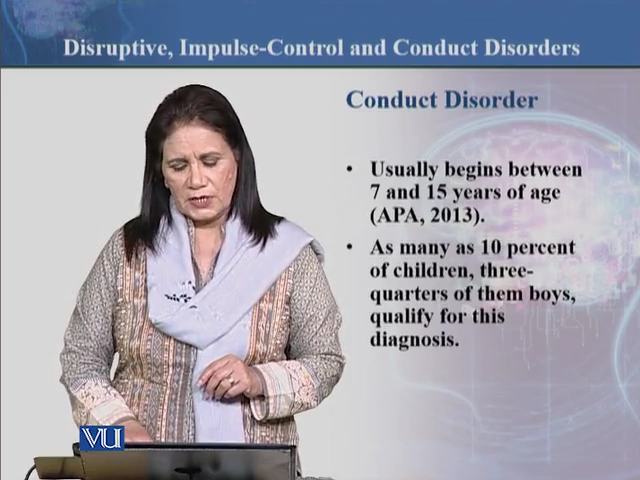 Disruptive, Impulse-Control and Conduct Disorders
Conduct Disorder
• Usually begins between
7 and 15 years of age
(APA, 2013).
• As many as 10 percent
of children, three-
quarters of them boys,
qualify for this
diagnosis.
VU